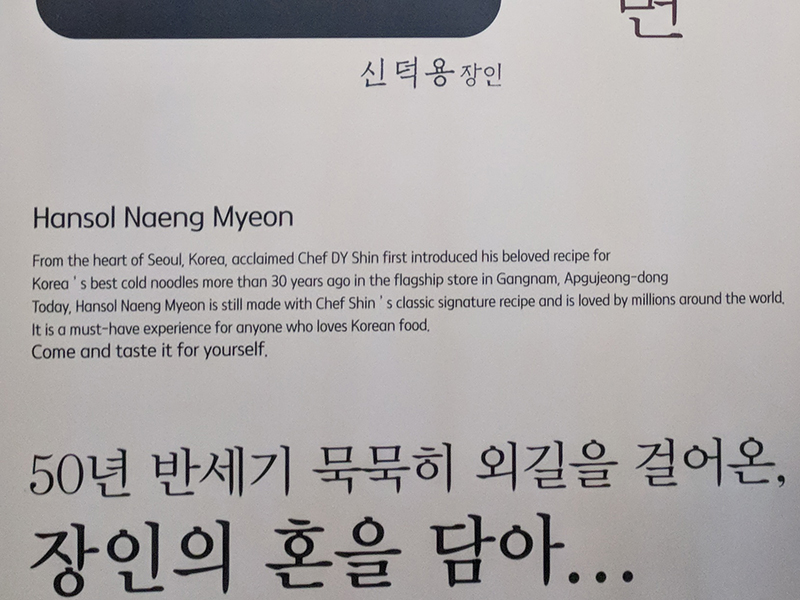 면
신덕용 장인
Hansol Naeng Myeon
From the heart of Seoul, Korea, acclaimed Chef DY Shin first introduced his beloved recipe for
Korea ' s best cold noodles more than 30 years ago in the flagship store in Gangnam, Apgujeong-dong
Today, Hansol Naeng Myeon is still made with Chef Shin ' s classic signature recipe and is loved by millions around the world.
It is a must-have experience for anyone who loves Korean food.
Come and taste it for yourself.
50년 반세기 묵묵히 외길을 걸어온,
장인의 혼을 담아...